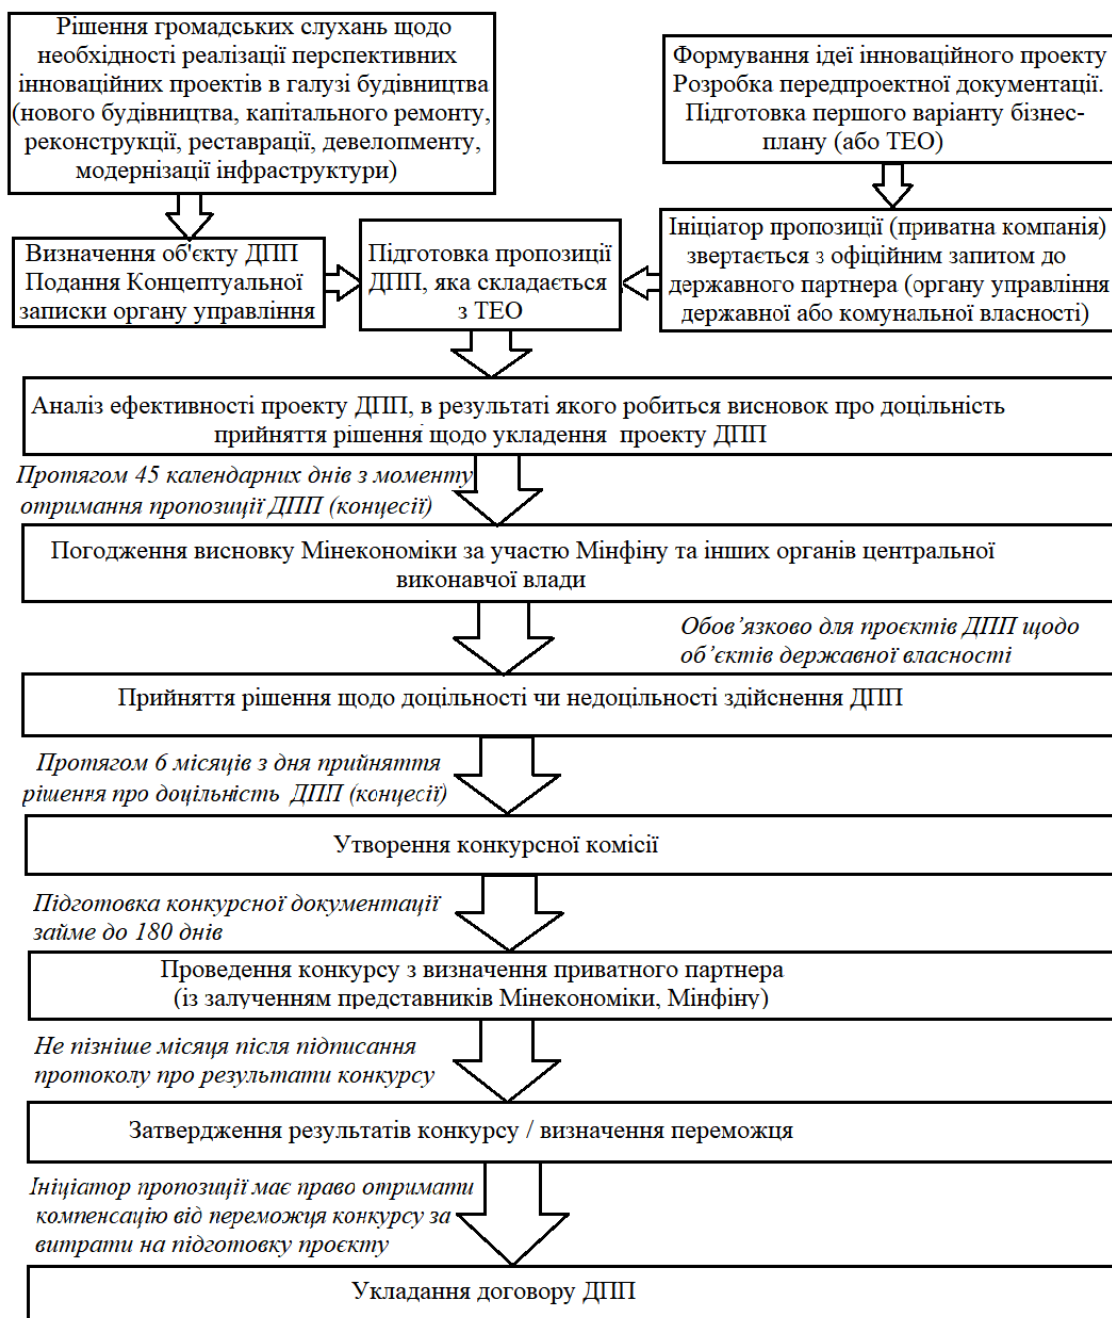 Рішення громадських слухань щодо
необхідності реалізації перспективних
інноваційних проектів в галузі будівництва
(нового будівництва, капітального ремонту,
реконструкції, реставрації, девелопменту,
модернізації інфраструктури)
Формування ідеї інноваційного проекту
Розробка передпроектної документації.
Підготовка першого варіанту бізнес-
плану (або ТЕО)
Визначення об'єкту ДПП
Подання Концептуальної
записки органу управління
Підготовка пропозиції
ДПП, яка складається
з ТЕО
Ініціатор пропозиції (приватна компанія)
звертається з офіційним запитом до
державного партнера (органу управління
державної або комунальної власності)
Аналіз ефективності проекту ДПП, в результаті якого робиться висновок про доцільність
прийняття рішення щодо укладення проекту ДПП
Протягом 45 календарних днів з моменту
отримання пропозиції ДПП (концесії)
Погодження висновку Мінекономіки за участю Мінфіну та інших органів центральної
виконавчої влади
Обов’язково для проєктів ДПП щодо
об’єктів державної власності
Прийняття рішення щодо доцільності чи недоцільності здійснення ДПП
Протягом 6 місяців з дня прийняття
рішення про доцільність ДПП (концесії)
Утворення конкурсної комісії
Підготовка конкурсної документації
займе до 180 днів
Проведення конкурсу з визначення приватного партнера
(із залученням представників Мінекономіки, Мінфіну)
Не пізніше місяця після підписання
протоколу про результати конкурсу
Затвердження результатів конкурсу / визначення переможця
Ініціатор пропозиції має право отримати
компенсацію від переможця конкурсу за
витрати на підготовку проєкту
Укладання договору ДПП